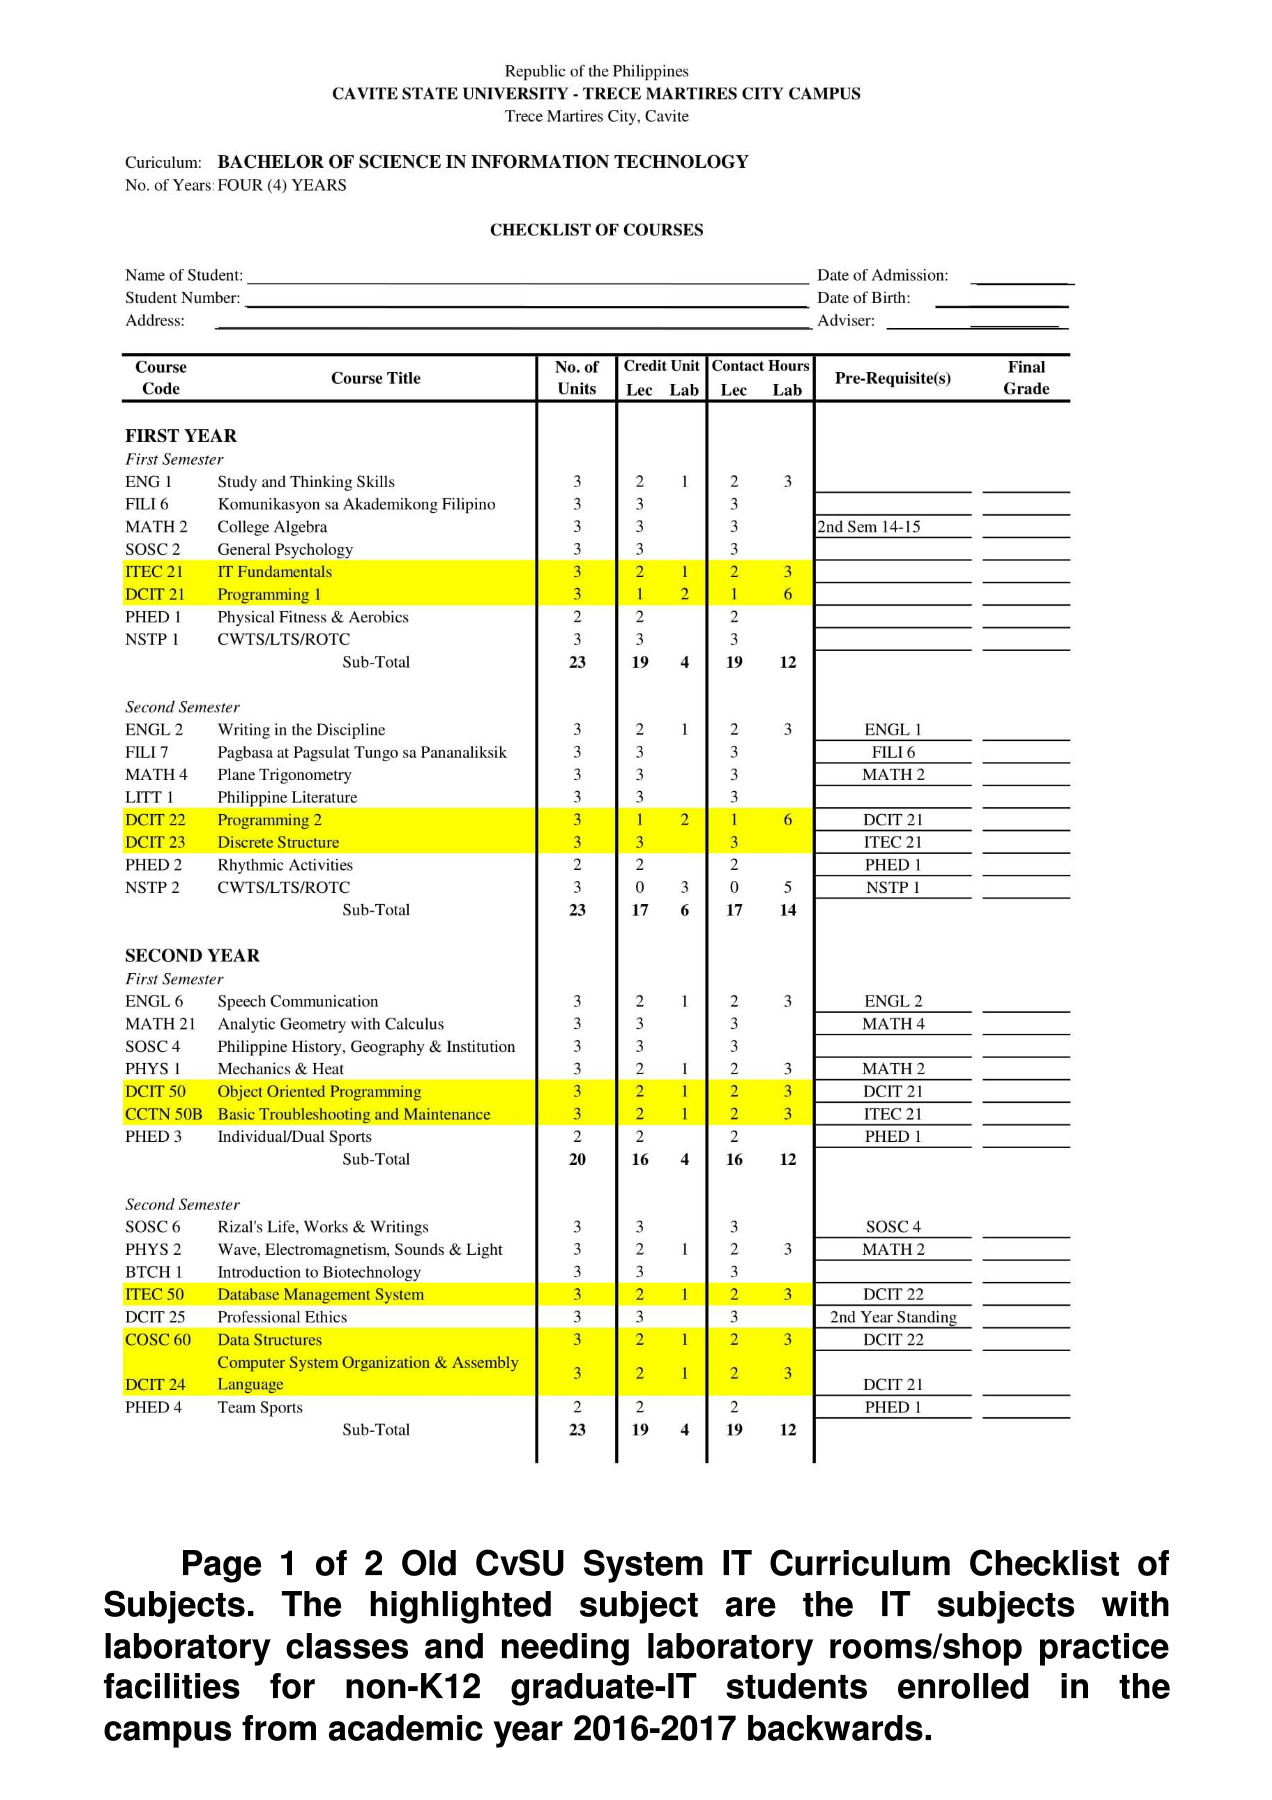 Republic of the Philippines
CAVITE STATE UNIVERSITY - TRECE MARTIRES CITY CAMPUS
Trece Martires City, Cavite
Curiculum: BACHELOR OF SCIENCE IN INFORMATION TECHNOLOGY
No. of Years: FOUR (4) YEARS
CHECKLIST OF COURSES
Name of Student: Date of Admission:
Student Number: Date of Birth:
Address: Adviser:
Course Code Course Title No. of Units Credit Unit Lec Lab Contact Hours Lec Lab Pre-Requisite(s) Final Grade
FIRST YEAR
First Semester
ENG 1 Study and Thinking Skills 3 2 1 2 3
FILI 6 Komunikasyon sa Akademikong Filipino 3 3 3
MATH 2 College Algebra 3 3 3 2nd Sem 14-15
SOSC 2 General Psychology 3 3 3
ITEC 21 IT Fundamentals 3 2 1 2 3
DCIT 21 Programming 1 3 1 2 1 6
PHED 1 Physical Fitness & Aerobics 2 2 2
NSTP 1 CWTS/LTS/ROTC 3 3 3
Sub-Total 23 19 4 19 12
Second Semester
ENGL 2 Writing in the Discipline 3 2 1 2 3 ENGL 1
FILI 7 Pagbasa at Pagsulat Tungo sa Pananaliksik 3 3 3 FILI 6
MATH 4 Plane Trigonometry 3 3 3 MATH 2
LITT 1 Philippine Literature 3 3 3
DCIT 22 Programming 2 3 1 2 1 6 DCIT 21
DCIT 23 Discrete Structure 3 3 3 ITEC 21
PHED 2 Rhythmic Activities 2 2 2 PHED 1
NSTP 2 CWTS/LTS/ROTC 3 0 3 0 5 NSTP 1
Sub-Total 23 17 6 17 14
SECOND YEAR
First Semester
ENGL 6 Speech Communication 3 2 1 2 3 ENGL 2
MATH 21 Analytic Geometry with Calculus 3 3 3 MATH 4
SOSC 4 Philippine History, Geography & Institution 3 3 3
PHYS 1 Mechanics & Heat 3 2 1 2 3 MATH 2
DCIT 50 Object Oriented Programming 3 2 1 2 3 DCIT 21
CCTN 50B Basic Troubleshooting and Maintenance 3 2 1 2 3 ITEC 21
PHED 3 Individual/Dual Sports 2 2 2 PHED 1
Sub-Total 20 16 4 16 12
Second Semester
SOSC 6 Rizal's Life, Works & Writings 3 3 3 SOSC 4
PHYS 2 Wave, Electromagnetism, Sounds & Light 3 2 1 2 3 MATH 2
BTCH 1 Introduction to Biotechnology 3 3 3
ITEC 50 Database Management System 3 2 1 2 3 DCIT 22
DCIT 25 Professional Ethics 3 3 3 2nd Year Standing
COSC 60 Data Structures 3 2 1 2 3 DCIT 22
Computer System Organization & Assembly
DCIT 24 Language 3 2 1 2 3 DCIT 21
PHED 4 Team Sports 2 2 2 PHED 1
Sub-Total 23 19 4 19 12
Page 1 of 2 Old CvSU System IT Curriculum Checklist of
Subjects. The highlighted subject are the IT subjects with
laboratory classes and needing laboratory rooms/shop practice
facilities for non-K12 graduate-IT students enrolled in the
campus from academic year 2016-2017 backwards.